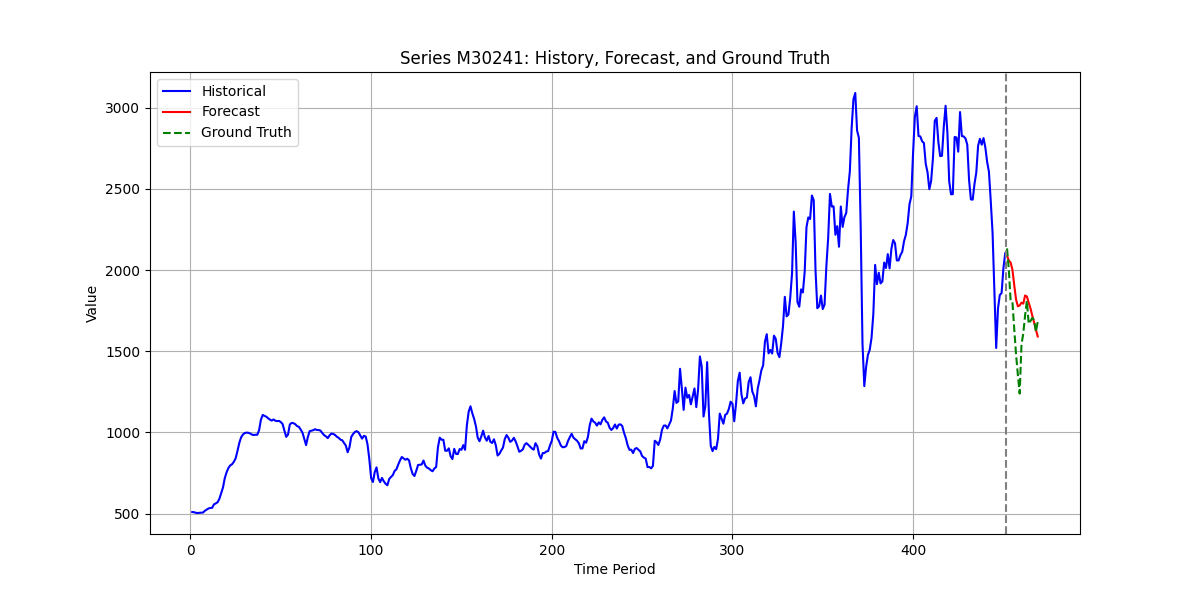 Series M30241: History, Forecast, and Ground Truth
Historical
Forecast
Ground Truth
Value
3000
2500
2000
1500
1000
500
0 100 200 300 400
Time Period